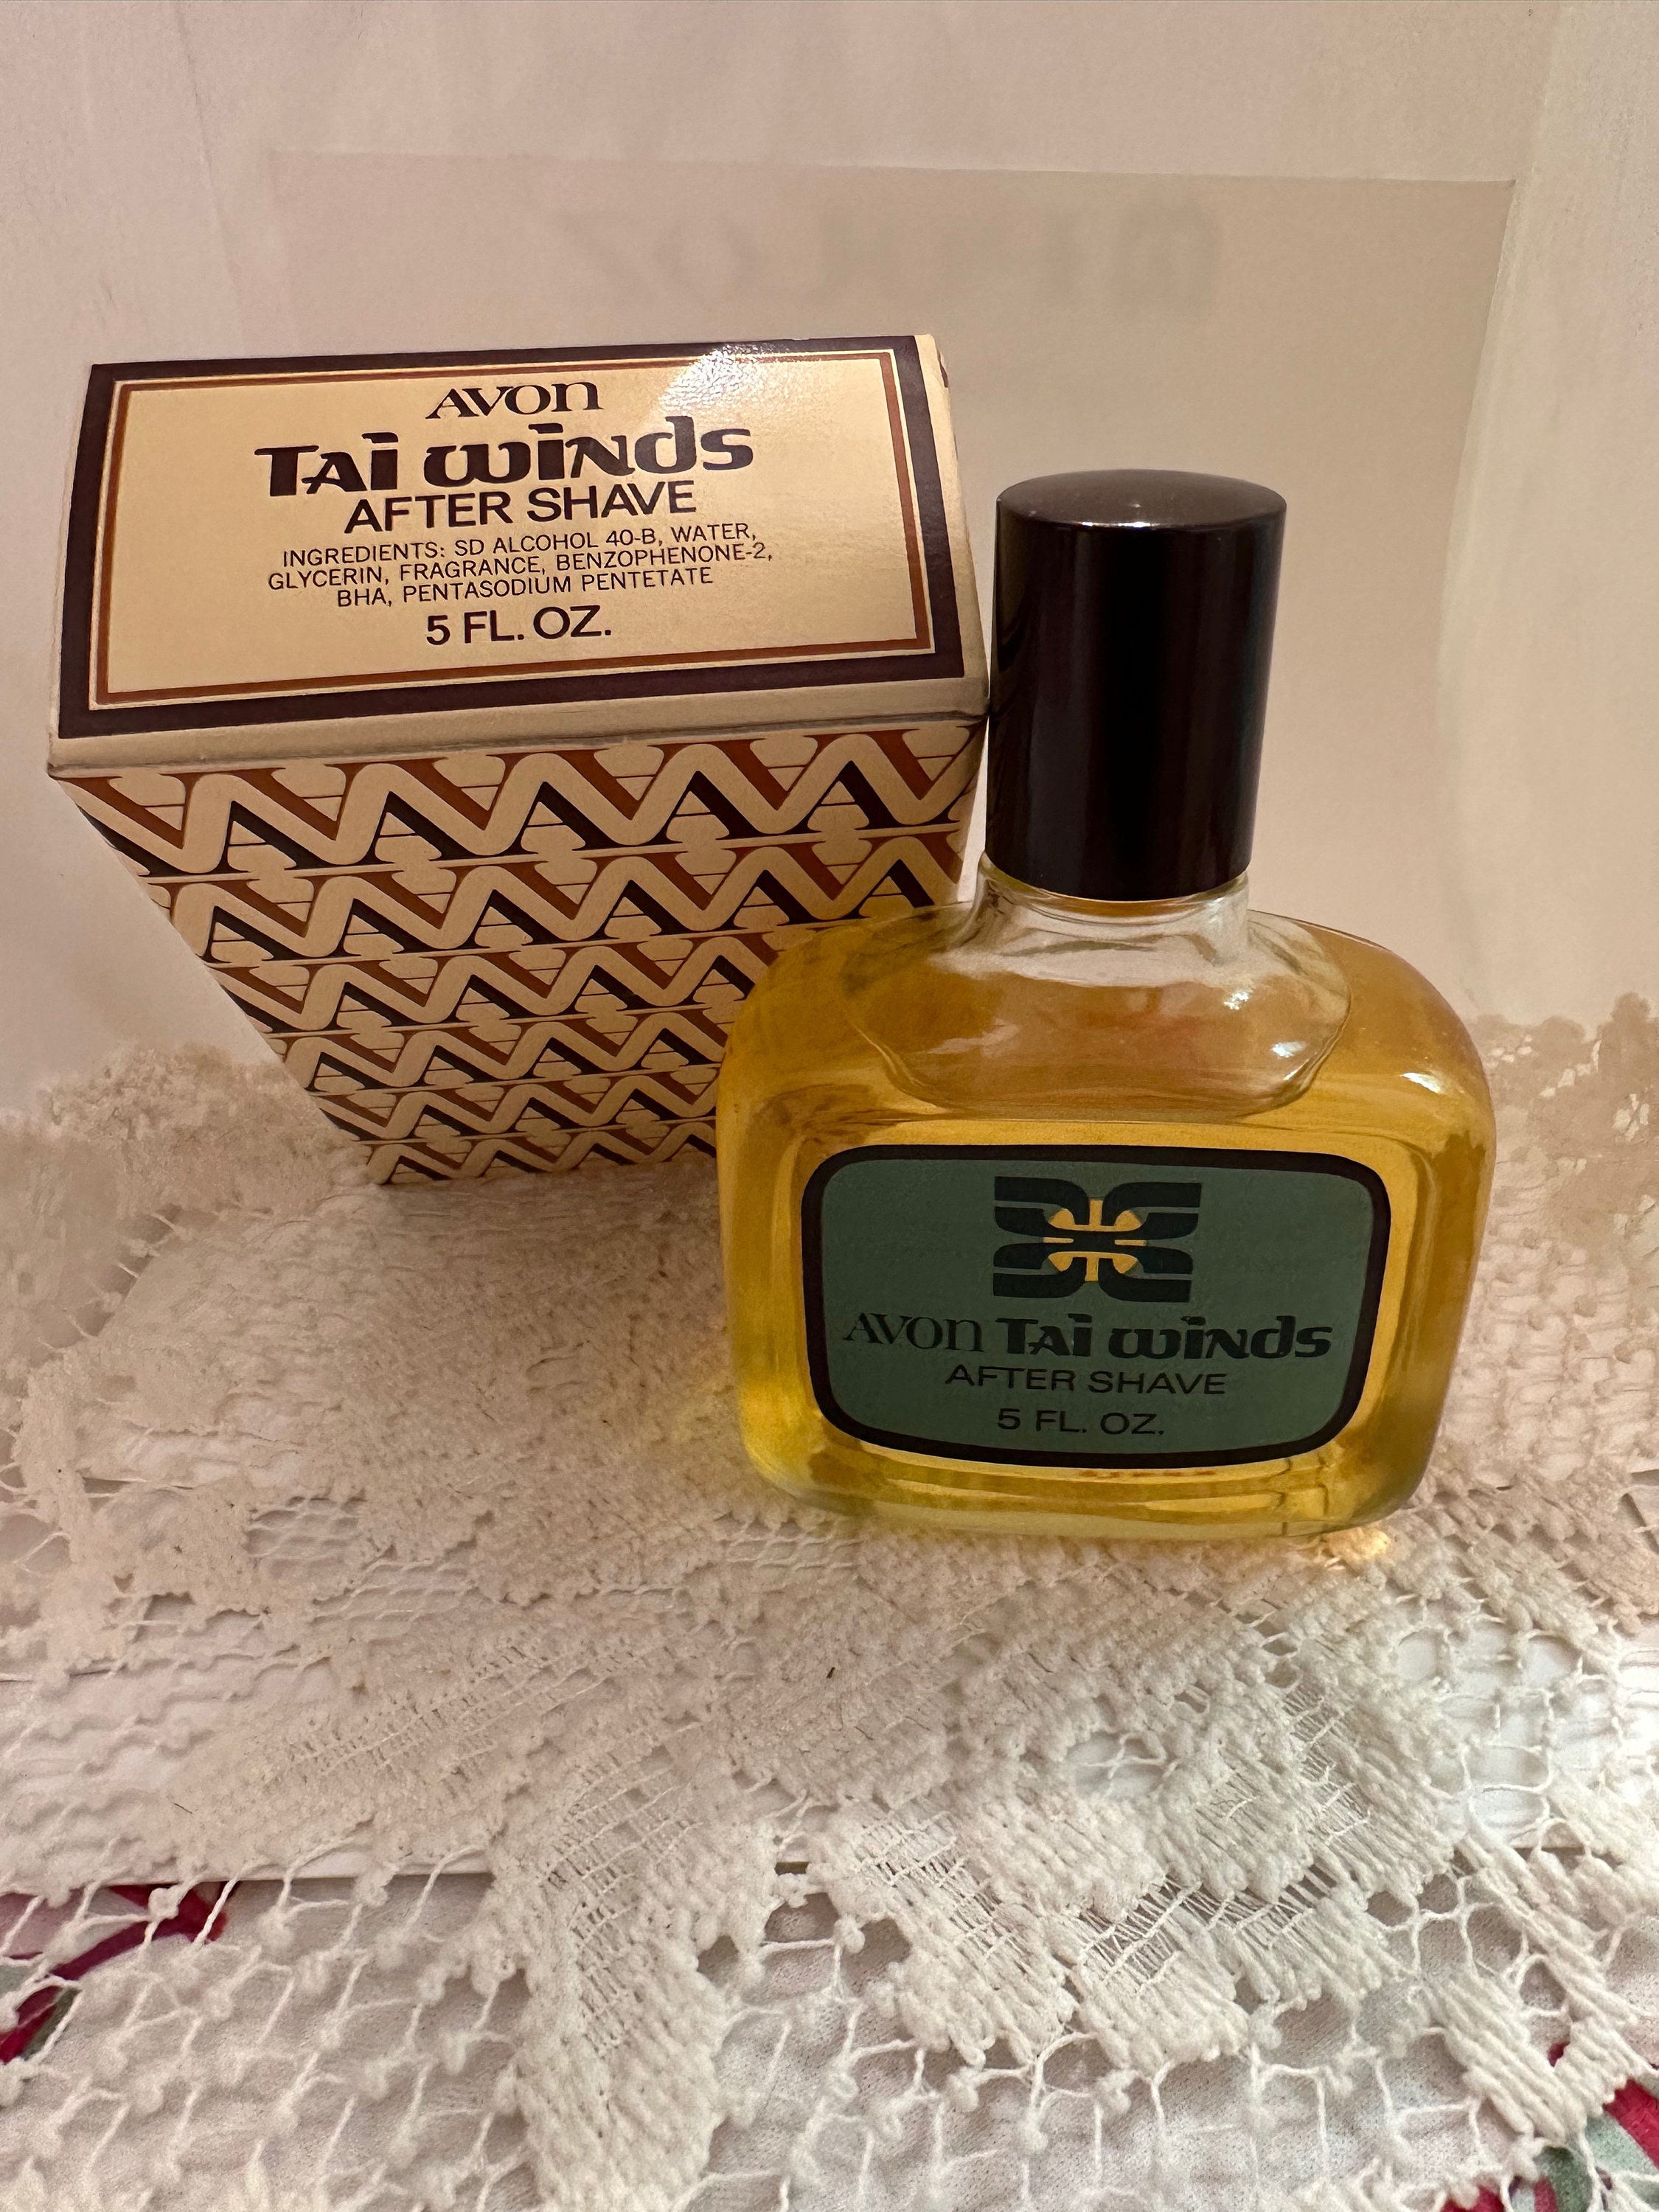 AVON
Tai winds
AFTER SHAVE
INGREDIENTS: SD ALCOHOL 40-B, WATER,
GLYCERIN, FRAGRANCE, BENZOPHENONE-2,
BHA, PENTASODIUM PENTETATE
5 FL. OZ.
AVON Tai winds
AFTER SHAVE
5 FL. OZ.